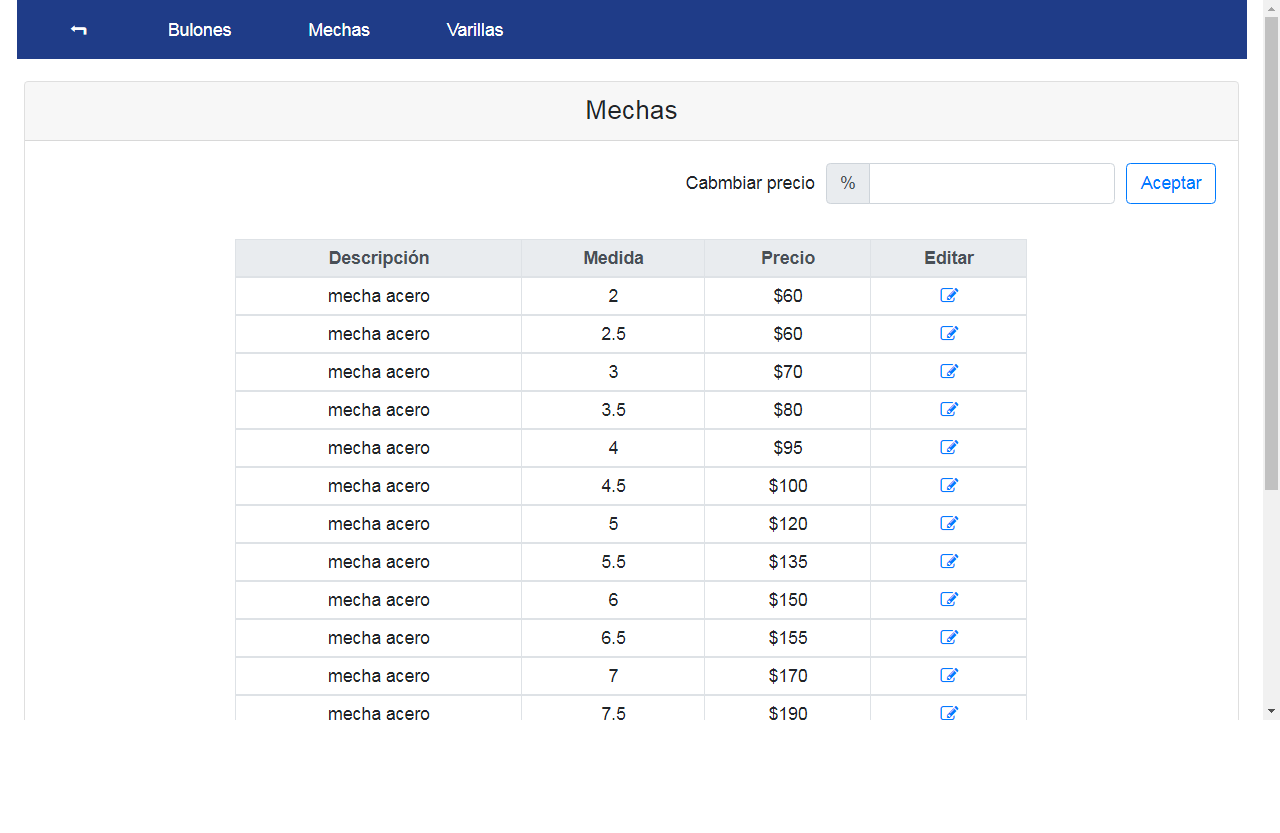 Bulones Mechas Varillas
Mechas
Cabmbiar precio % Aceptar
Descripción Medida Precio Editar
mecha acero 2 $60
mecha acero 2.5 $60
mecha acero 3 $70
mecha acero 3.5 $80
mecha acero 4 $95
mecha acero 4.5 $100
mecha acero 5 $120
mecha acero 5.5 $135
mecha acero 6 $150
mecha acero 6.5 $155
mecha acero 7 $170
mecha acero 7.5 $190